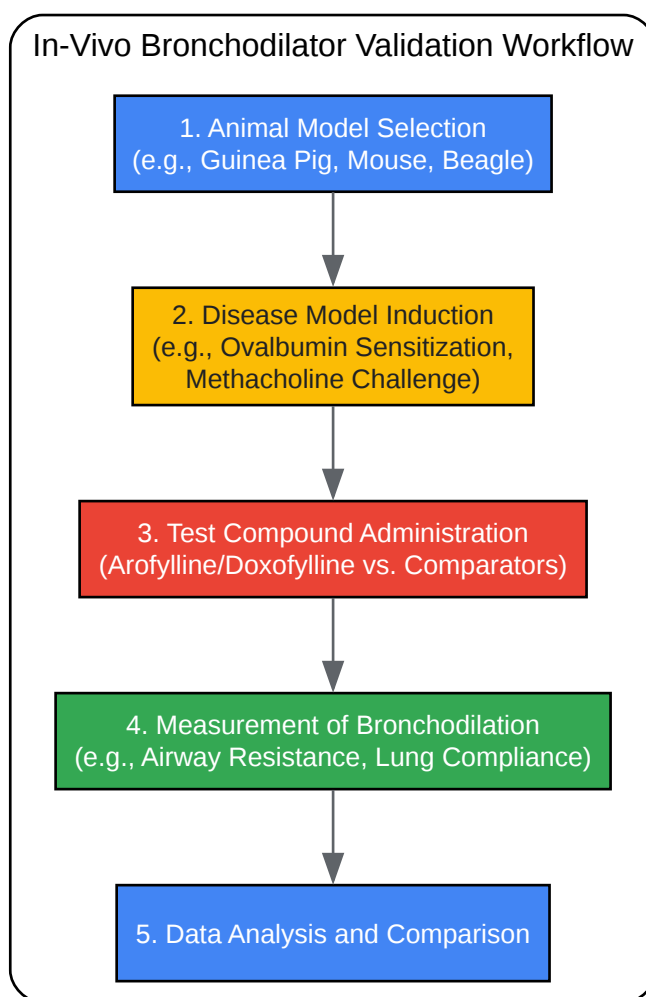 In-Vivo Bronchodilator Validation Workflow
1. Animal Model Selection
(e.g., Guinea Pig, Mouse, Beagle)
2. Disease Model Induction
(e.g., Ovalbumin Sensitization,
Methacholine Challenge)
3. Test Compound Administration
(Arofylline/Doxofylline vs. Comparators)
4. Measurement of Bronchodilation
(e.g., Airway Resistance, Lung Compliance)
5. Data Analysis and Comparison